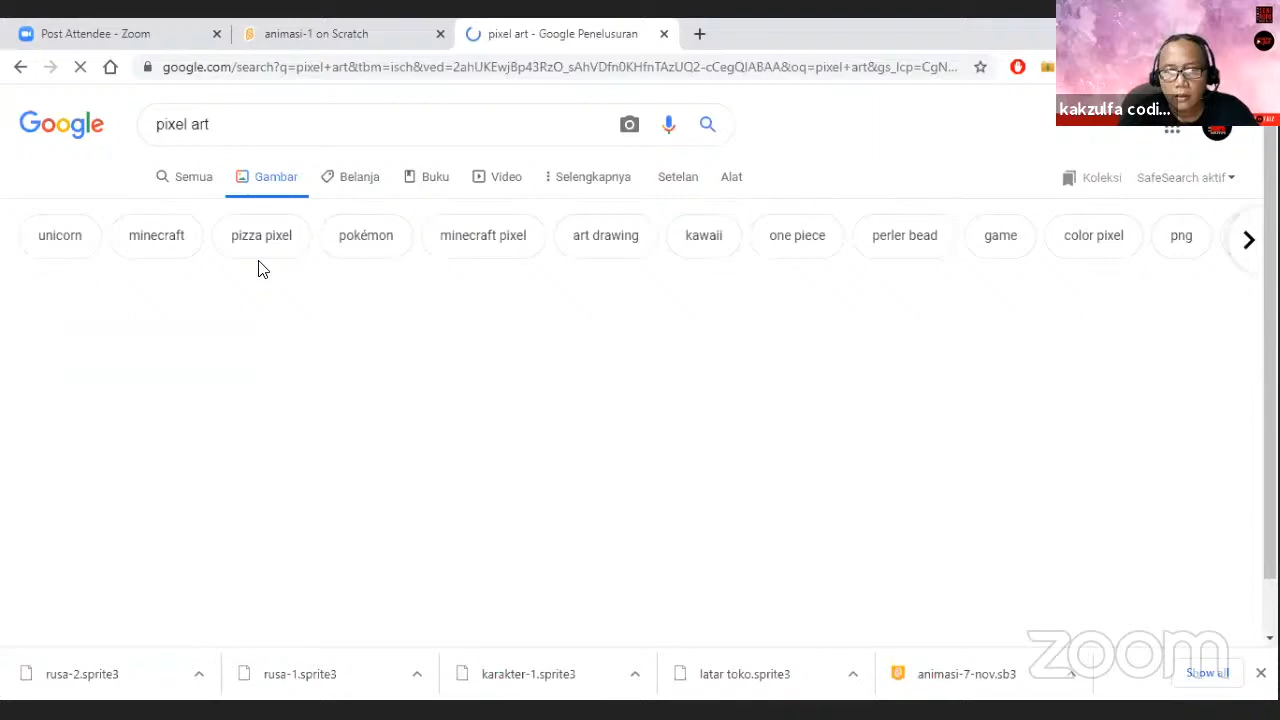 Post Attendee - Zoom
animasi-1 on Scratch
pixel art - Google Penelusuran
google.com/search?q=pixel+art&tbm=isch&ved=2ahUKEwjBp43RzO_sAhVDfn0KHfnTAzUQ2-cCegQIABAA&oq=pixel+art&gs_lcp=CgN...
kakzulfa codi...
Google
pixel art
Semua
Gambar
Belanja
Buku
Video
Selengkapnya
Setelan
Alat
Koleksi
SafeSearch aktif
unicorn
minecraft
pizza pixel
pokémon
minecraft pixel
art drawing
kawaii
one piece
perler bead
game
color pixel
png
zoom
rusa-2.sprite3
rusa-1.sprite3
karakter-1.sprite3
latar toko.sprite3
animasi-7-nov.sb3
Show all